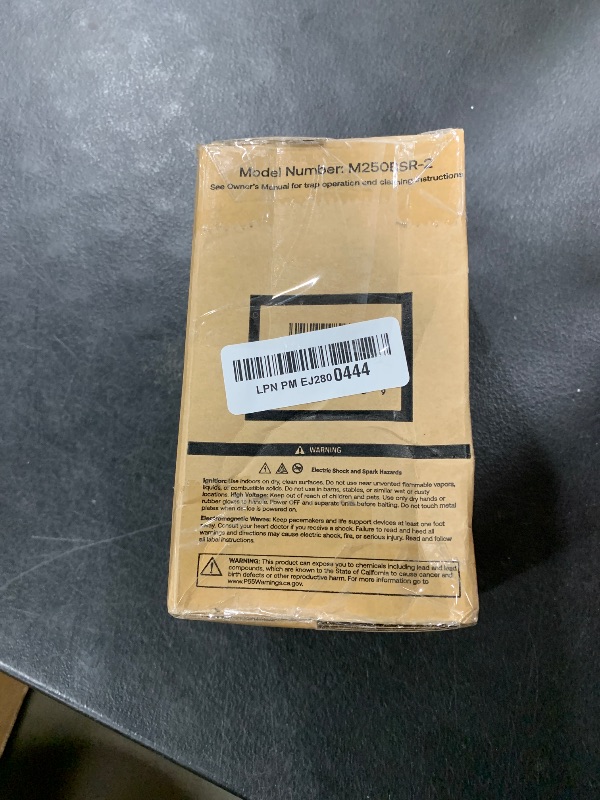 Model Number: M250BSR-2
See Owner's Manual for trap operation and cleaning instructions
LPN PM EJ280 0444
WARNING
Electric Shock and Spark Hazards
Ignition: Use indoors on dry, clean surfaces. Do not use near unvented flammable vapors,
liquids, or combustible solids. Do not use in barns, stables, or similar wet or dusty
locations. High Voltage: Keep out of reach of children and pets. Use only dry hands or
rubber gloves to handle. Power OFF and separate units before baiting. Do not touch metal
plates when device is powered on.
Electromagnetic Waves: Keep pacemakers and life support devices at least one foot
away. Consult your heart doctor if you receive a shock. Failure to read and heed all
warnings and directions may cause electric shock, fire, or serious injury. Read and follow
all label instructions.
WARNING: This product can expose you to chemicals including lead and lead
compounds, which are known to the State of California to cause cancer and
birth defects or other reproductive harm. For more information go to
www.P65Warnings.ca.gov.